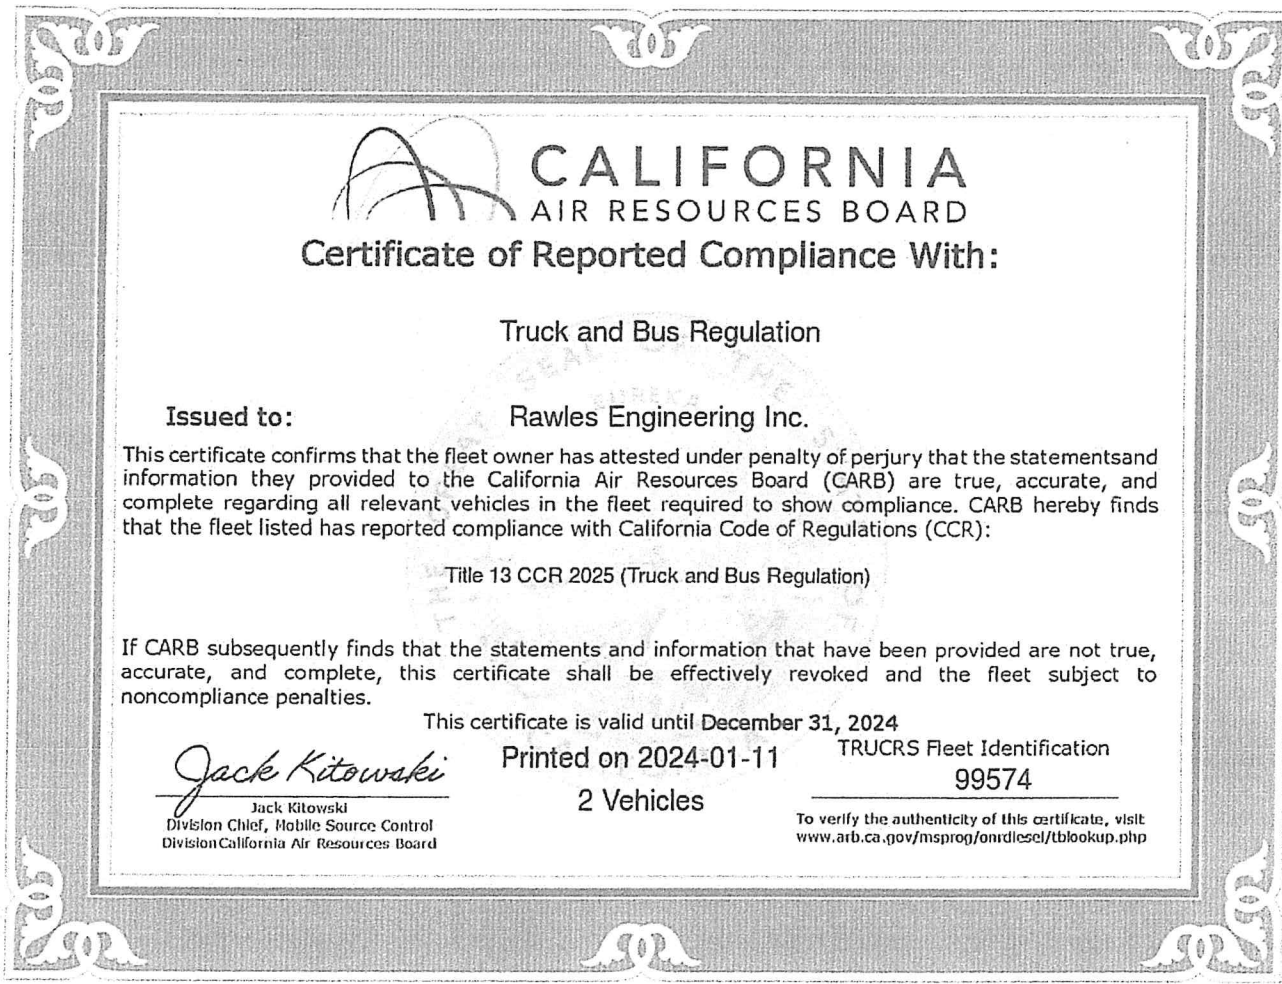 CALIFORNIA
AIR RESOURCES BOARD
Certificate of Reported Compliance With:
Truck and Bus Regulation
Issued to: Rawles Engineering Inc.
This certificate confirms that the fleet owner has attested under penalty of perjury that the statementsand
information they provided to the California Air Resources Board (CARB) are true, accurate, and
complete regarding all relevant vehicles in the fleet required to show compliance. CARB hereby finds
that the fleet listed has reported compliance with California Code of Regulations (CCR):
Title 13 CCR 2025 (Truck and Bus Regulation)
If CARB subsequently finds that the statements and information that have been provided are not true,
accurate, and complete, this certificate shall be effectively revoked and the fleet subject to
noncompliance penalties.
This certificate is valid until December 31, 2024
Jack Kitowski
Jack Kitowski
Division Chief, Mobile Source Control
DivisionCalifornia Air Resources Board
Printed on 2024-01-11
2 Vehicles
TRUCRS Fleet Identification
99574
To verify the authenticity of this certificate, visit
www.arb.ca.gov/msprog/onrdiesel/tblookup.php
SEAL OF THE
EUREKA